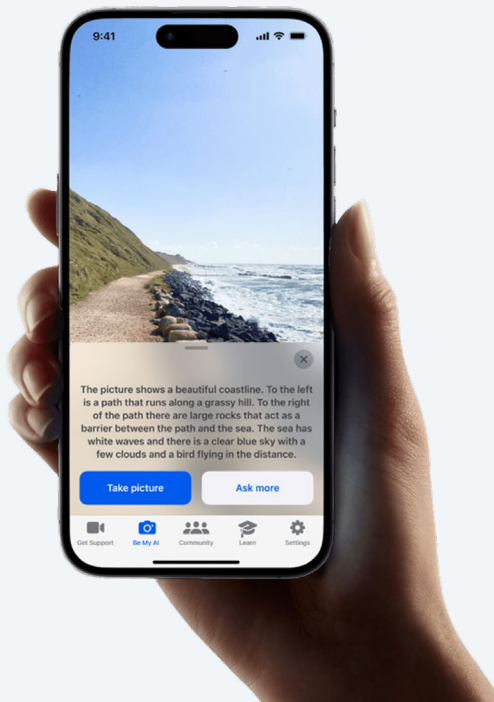 9:41
The picture shows a beautiful coastline. To the left
is a path that runs along a grassy hill. To the right
of the path there are large rocks that act as a
barrier between the path and the sea. The sea has
white waves and there is a clear blue sky with a
few clouds and a bird flying in the distance.
Take picture
Ask more
Get Support
Be My AI
Community
Learn
Settings